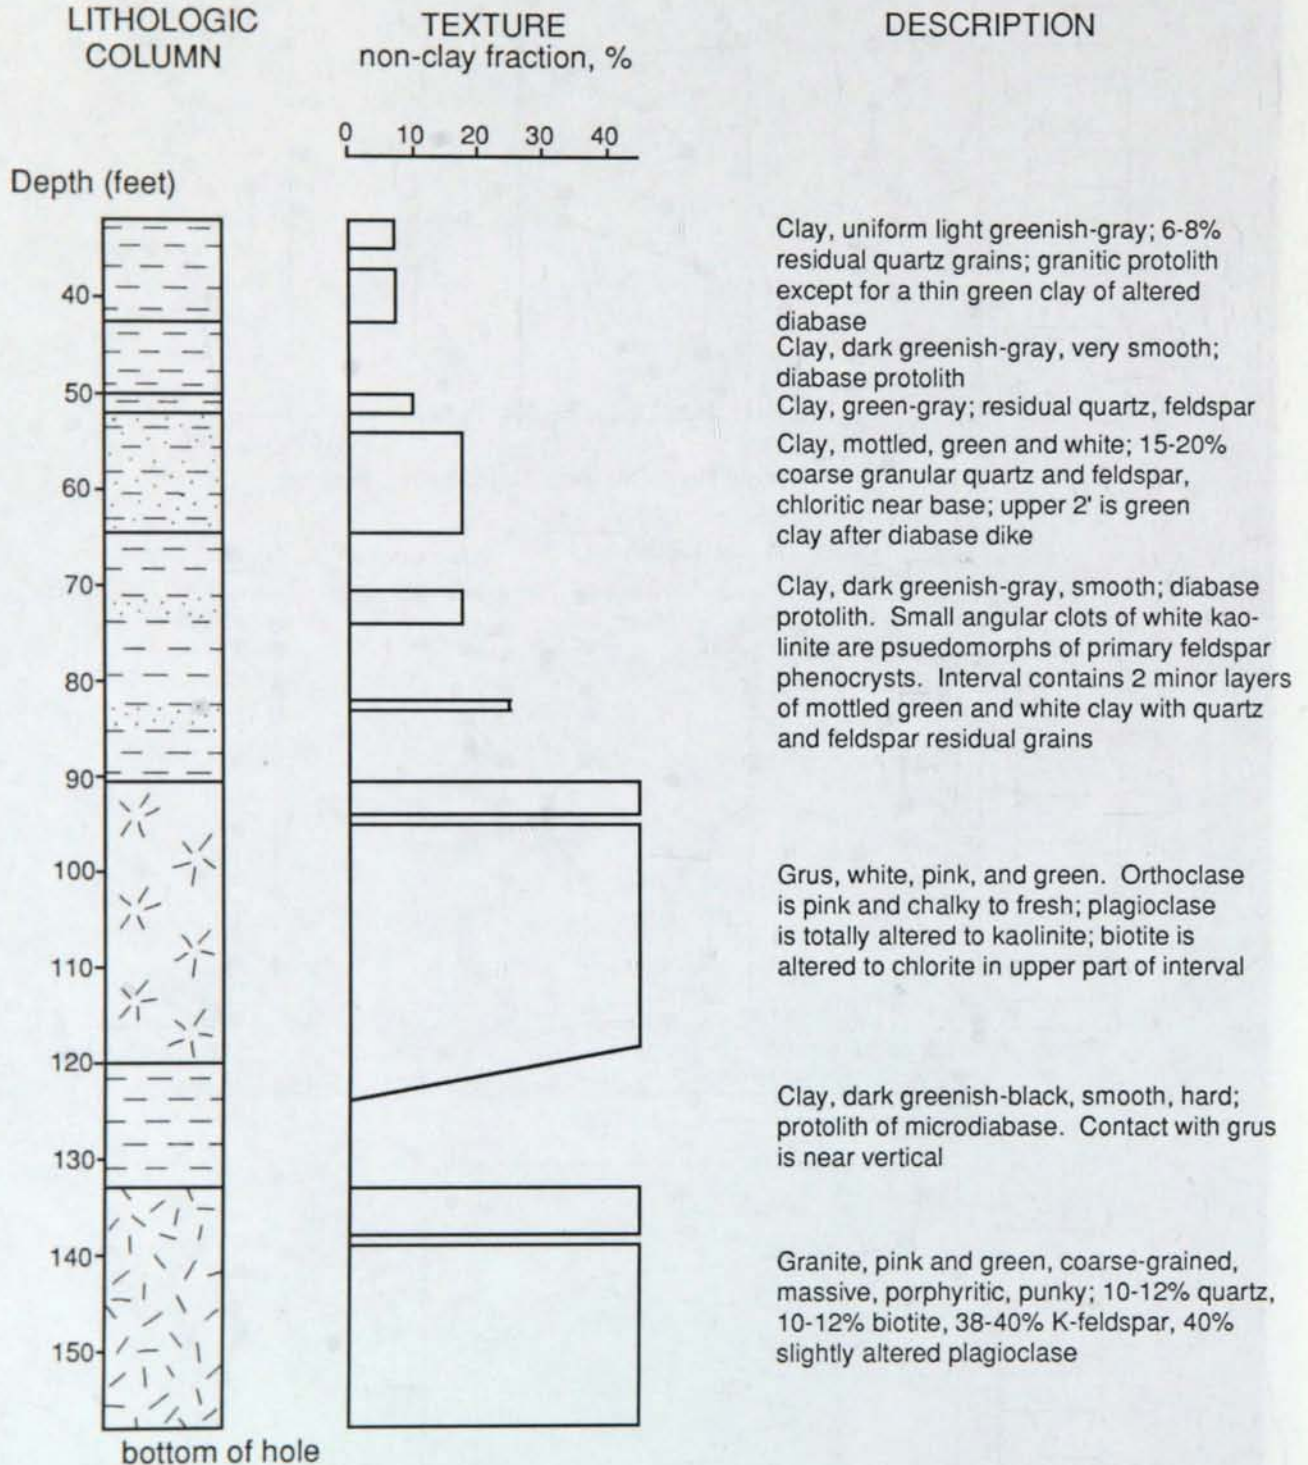 LITHOLOGIC
COLUMN
TEXTURE
non-clay fraction, %
DESCRIPTION
0 10 20 30 40
Depth (feet)
40
50
60
70
80
90
100
110
120
130
140
150
bottom of hole
Clay, uniform light greenish-gray; 6-8%
residual quartz grains; granitic protolith
except for a thin green clay of altered
diabase
Clay, dark greenish-gray, very smooth;
diabase protolith
Clay, green-gray; residual quartz, feldspar
Clay, mottled, green and white; 15-20%
coarse granular quartz and feldspar,
chloritic near base; upper 2' is green
clay after diabase dike
Clay, dark greenish-gray, smooth; diabase
protolith. Small angular clots of white kao-
linite are psuedomorphs of primary feldspar
phenocrysts. Interval contains 2 minor layers
of mottled green and white clay with quartz
and feldspar residual grains
Grus, white, pink, and green. Orthoclase
is pink and chalky to fresh; plagioclase
is totally altered to kaolinite; biotite is
altered to chlorite in upper part of interval
Clay, dark greenish-black, smooth, hard;
protolith of microdiabase. Contact with grus
is near vertical
Granite, pink and green, coarse-grained,
massive, porphyritic, punky; 10-12% quartz,
10-12% biotite, 38-40% K-feldspar, 40%
slightly altered plagioclase